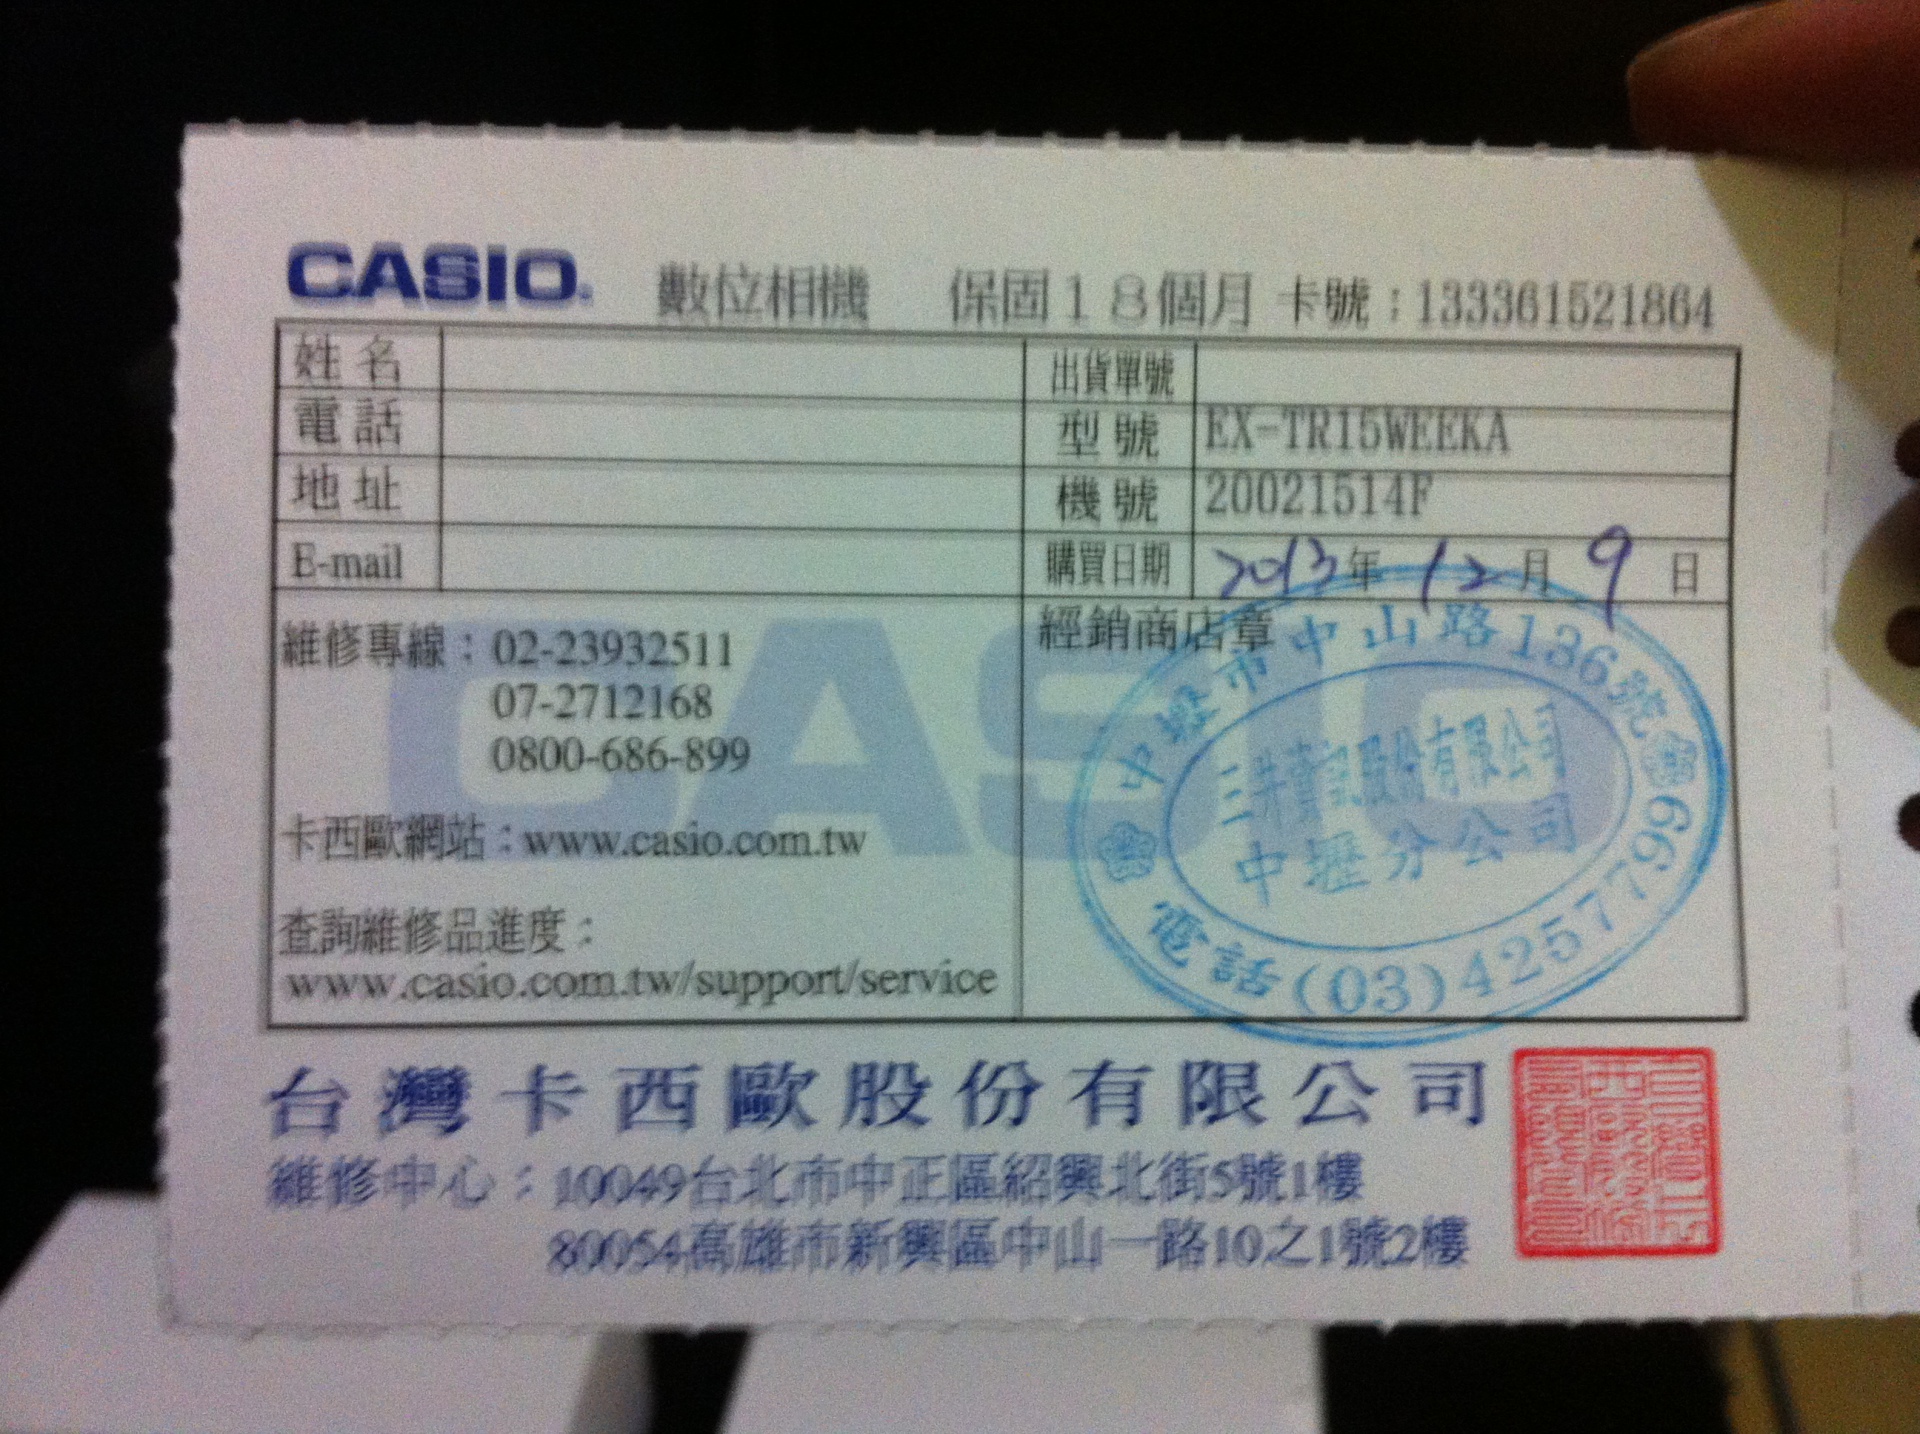 CASIO 數位相機 保固18個月 卡號：133361521864
姓名
電話
地址
E-mail
出貨單號
型號 EX-TR15WEEKA
機號 20021514F
購買日期 2013年12月9日
維修專線：02-23932511
07-2712168
0800-686-899
卡西歐網站：www.casio.com.tw
查詢維修品進度：
www.casio.com.tw/support/service
經銷商店章
中壢市中山路136號
三井資訊股份有限公司
中壢分公司
電話(03)4257799
CASIO
台灣卡西歐股份有限公司
維修中心：10049台北市中正區紹興北街5號1樓
80054高雄市新興區中山一路10之1號2樓